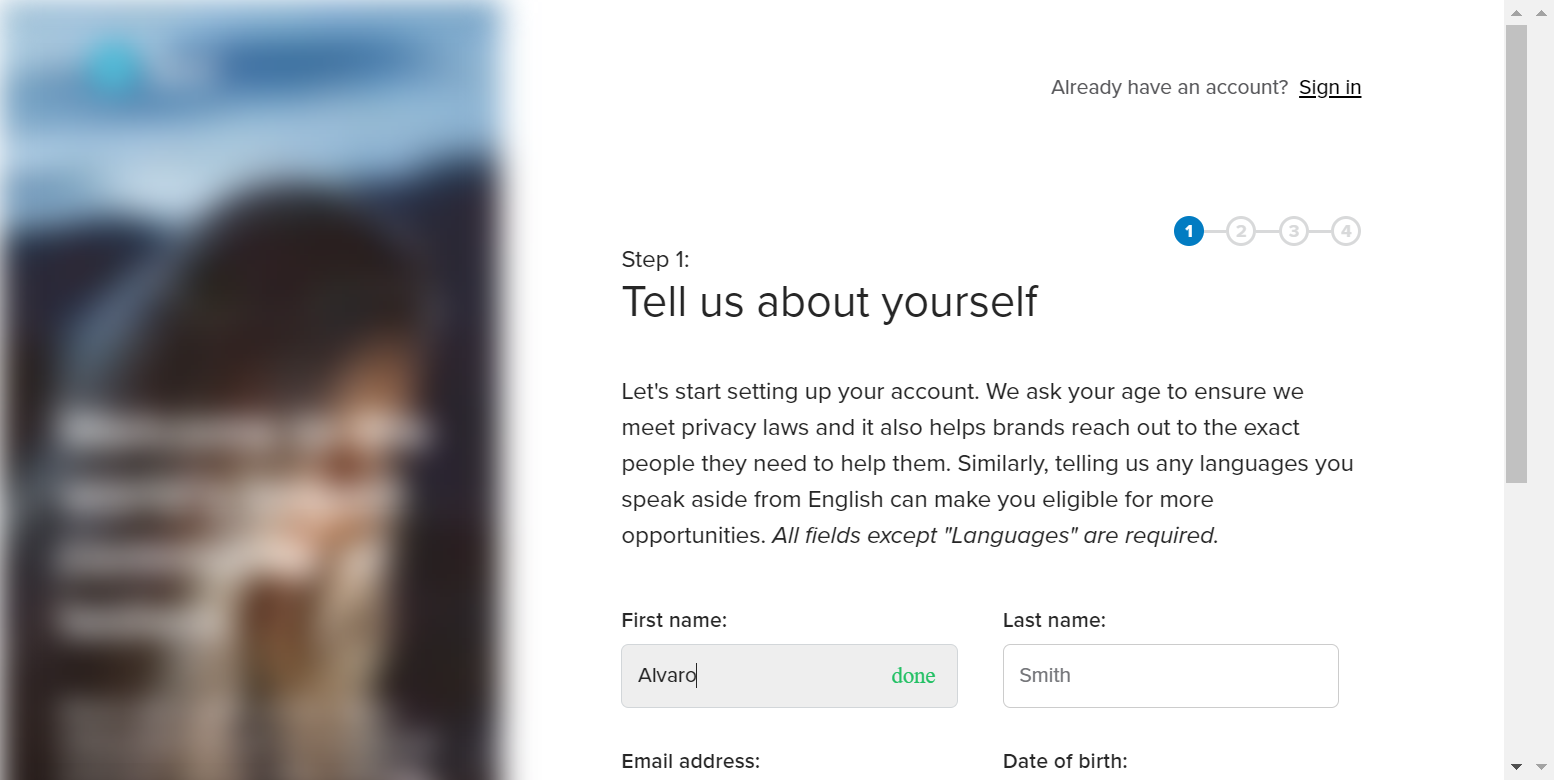 Already have an account? Sign in
1 2 3 4
Step 1:
Tell us about yourself
Let's start setting up your account. We ask your age to ensure we
meet privacy laws and it also helps brands reach out to the exact
people they need to help them. Similarly, telling us any languages you
speak aside from English can make you eligible for more
opportunities. All fields except "Languages" are required.
First name:
Last name:
Alvaro done
Smith
Email address:
Date of birth: